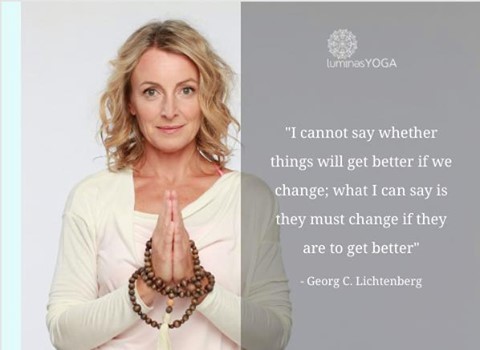 luminasYOGA
"I cannot say whether
things will get better if we
change; what I can say is
they must change if they
are to get better"
- Georg C. Lichtenberg